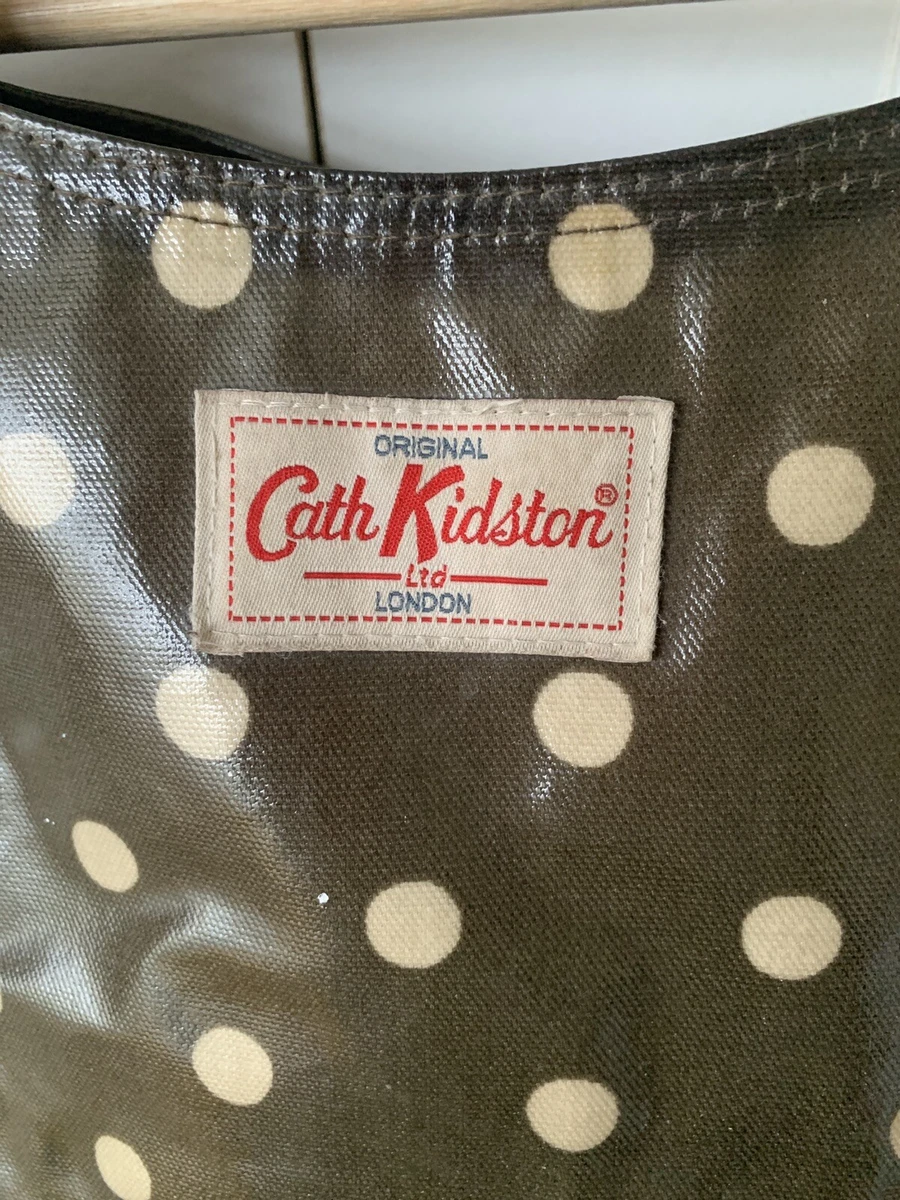 ORIGINAL
Cath Kidston®
Ltd
LONDON